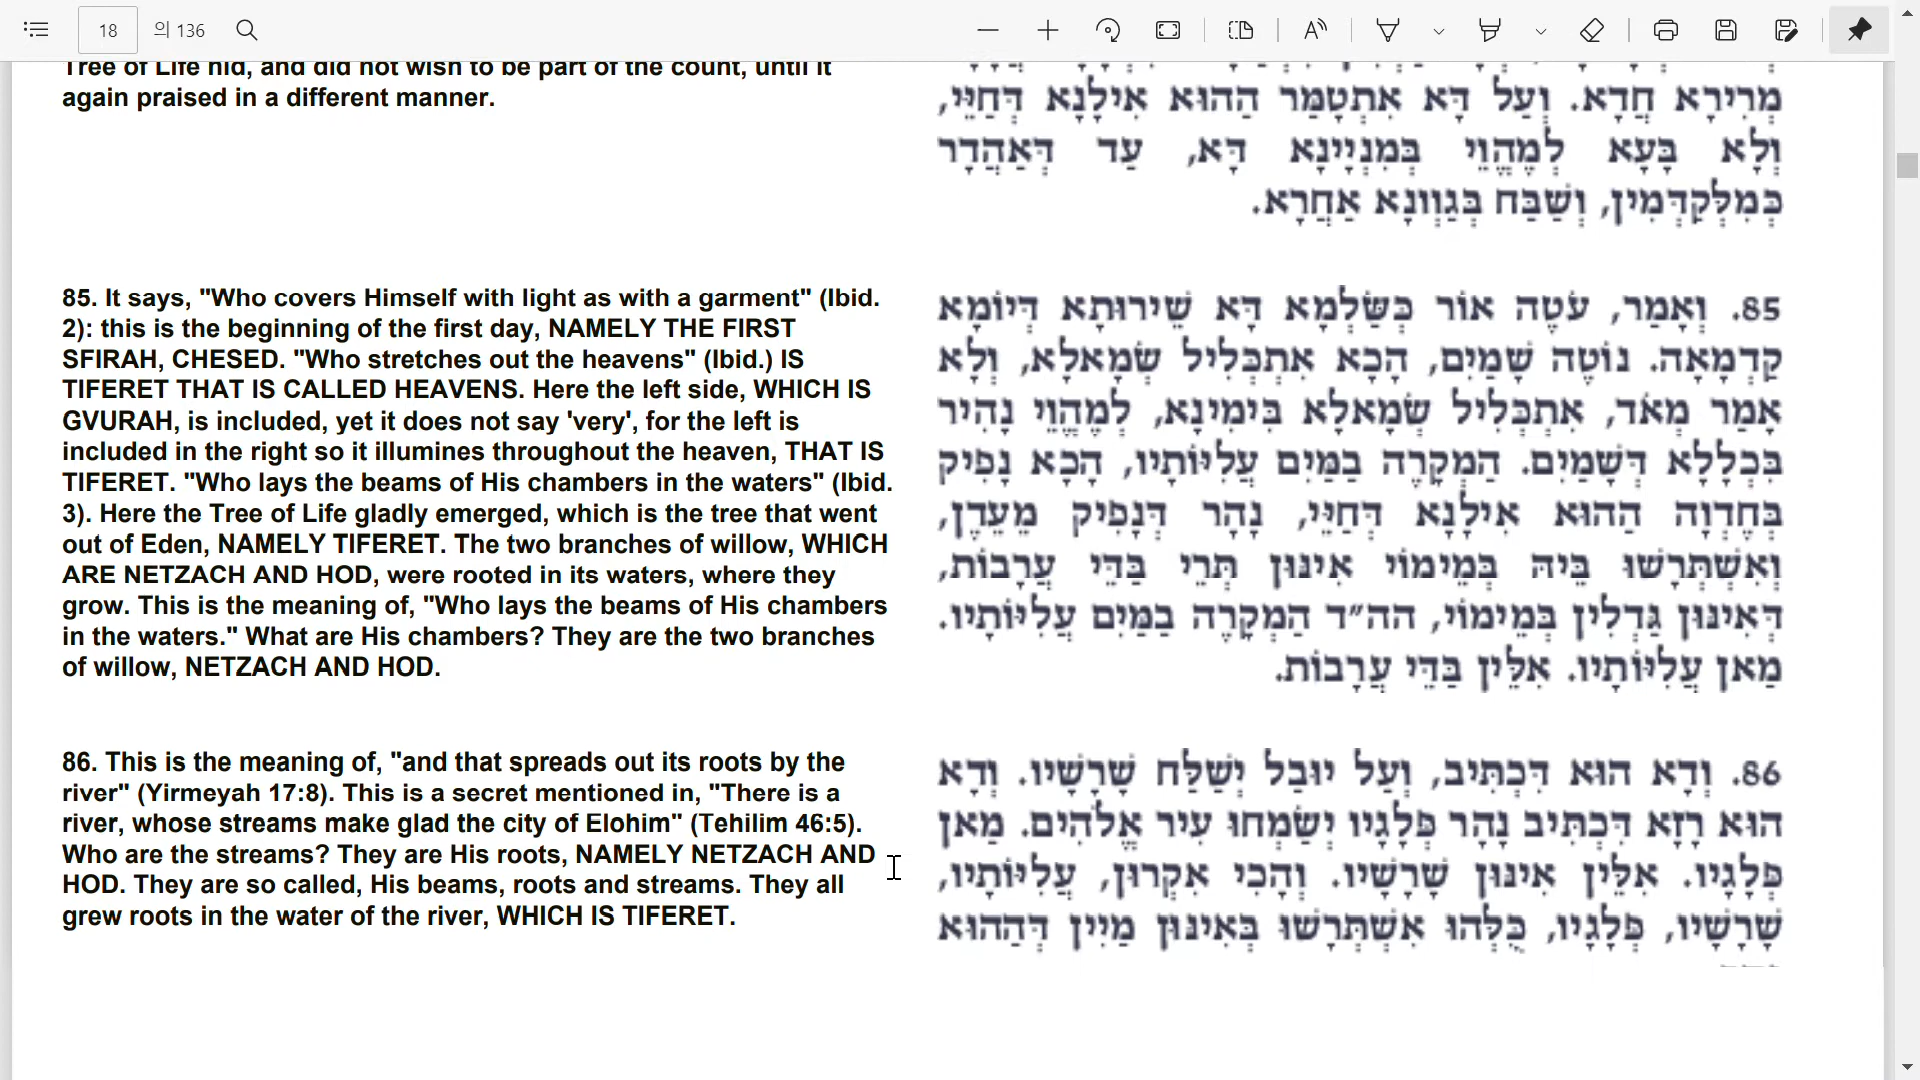 18 의 136
Tree of Life hid, and did not wish to be part of the count, until it
again praised in a different manner.
מְרִירָא חֲדָא. וְעַל דָּא אִתְטָמַּר הַהוּא אִילָנָא דְּחַיֵּי,
וְלָא בָּעָא לְמֶהֱוֵי בְּמִנְיָינָא דָּא, עַד דְּאַהֲדָר
כְּמִלְּקַדְמִין, וְשַׁבַּח בְּגַוְונָא אַחֲרָא.
85. It says, "Who covers Himself with light as with a garment" (Ibid.
2): this is the beginning of the first day, NAMELY THE FIRST
SFIRAH, CHESED. "Who stretches out the heavens" (Ibid.) IS
TIFERET THAT IS CALLED HEAVENS. Here the left side, WHICH IS
GVURAH, is included, yet it does not say 'very', for the left is
included in the right so it illumines throughout the heaven, THAT IS
TIFERET. "Who lays the beams of His chambers in the waters" (Ibid.
3). Here the Tree of Life gladly emerged, which is the tree that went
out of Eden, NAMELY TIFERET. The two branches of willow, WHICH
ARE NETZACH AND HOD, were rooted in its waters, where they
grow. This is the meaning of, "Who lays the beams of His chambers
in the waters." What are His chambers? They are the two branches
of willow, NETZACH AND HOD.
85. וְאָמַר, עֹטֶה אוֹר כְּשַּׂלְמָא דָּא שֵׁירוּתָא דְּיוֹמָא
קַדְמָאָה. נוֹטֶה שָׁמַיִם, הָכָא אִתְכְּלִיל שְׂמָאלָא, וְלָא
אָמַר מְאֹד, אִתְכְּלִיל שְׂמָאלָא בִּימִינָא, לְמֶהֱוֵי נָהִיר
בִּכְלָלָא דְּשָׁמַיִם. הַמְקָרֶה בַמַּיִם עֲלִיּוֹתָיו, הָכָא נָפִיק
בְּחֶדְוָה הַהוּא אִילָנָא דְּחַיֵּי, נָהָר דְּנָפִיק מֵעֵדֶן,
וְאִשְׁתְּרָשׁוּ בֵּיהּ בְּמֵימוֹי אִינּוּן תְּרֵי בַּדֵּי עֲרָבוֹת,
דְּאִינּוּן גַּדְלִין בְּמֵימוֹי, הה״ד הַמְקָרֶה בַמַּיִם עֲלִיּוֹתָיו.
מַאן עֲלִיּוֹתָיו. אִלֵּין בַּדֵּי עֲרָבוֹת.
86. This is the meaning of, "and that spreads out its roots by the
river" (Yirmeyah 17:8). This is a secret mentioned in, "There is a
river, whose streams make glad the city of Elohim" (Tehilim 46:5).
Who are the streams? They are His roots, NAMELY NETZACH AND
HOD. They are so called, His beams, roots and streams. They all
grew roots in the water of the river, WHICH IS TIFERET.
86. וְדָא הוּא דִּכְתִּיב, וְעַל יוּבַל יְשַׁלַּח שָׁרָשָׁיו. וְדָא
הוּא רָזָא דִּכְתִּיב נָהָר פְּלָגָיו יְשַׂמְּחוּ עִיר אֱלֹהִים. מַאן
פְּלָגָיו. אִלֵּין אִינּוּן שָׁרָשָׁיו. וְהָכִי אִקְרוּן, עֲלִיּוֹתָיו,
שָׁרָשָׁיו, פְּלָגָיו, כֻּלְּהוּ אִשְׁתְּרָשׁוּ בְּאִינּוּן מַיִין דְּהַהוּא